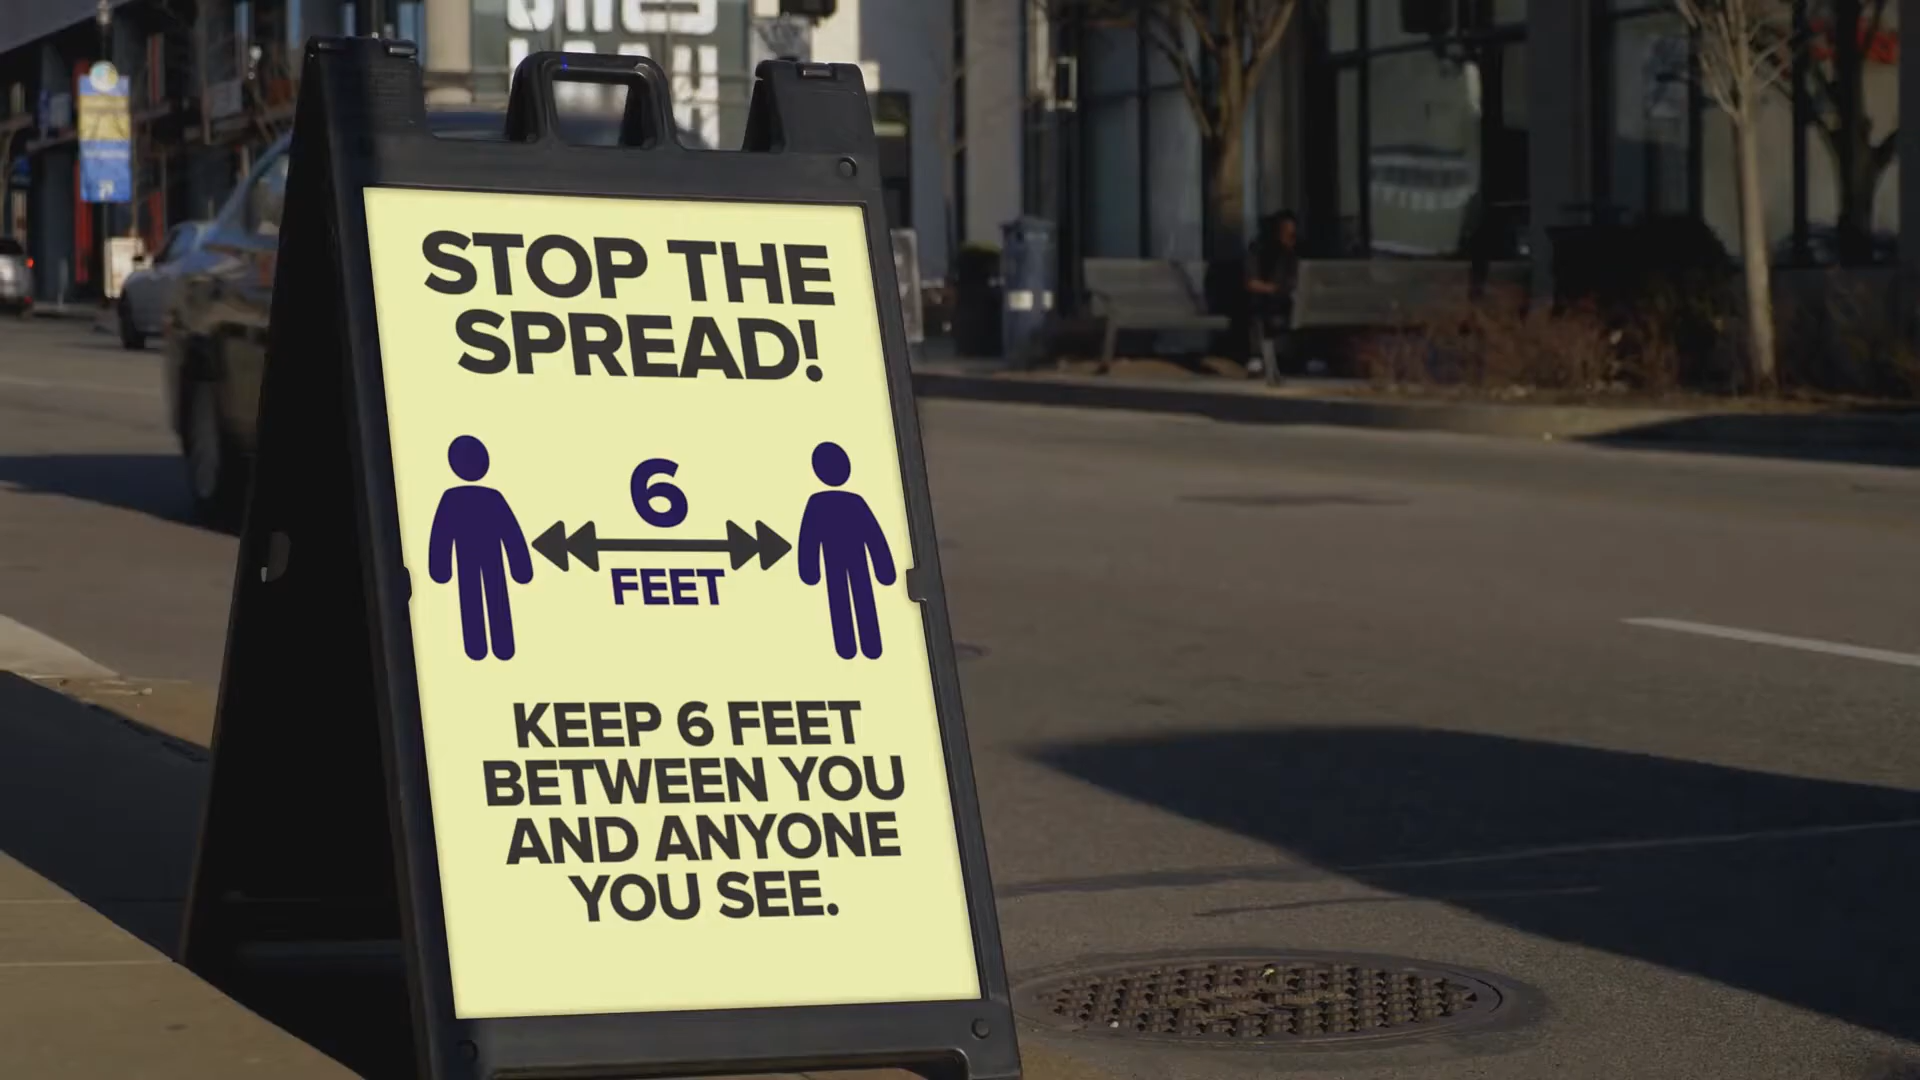 STOP THE
SPREAD!
6
FEET
KEEP 6 FEET
BETWEEN YOU
AND ANYONE
YOU SEE.